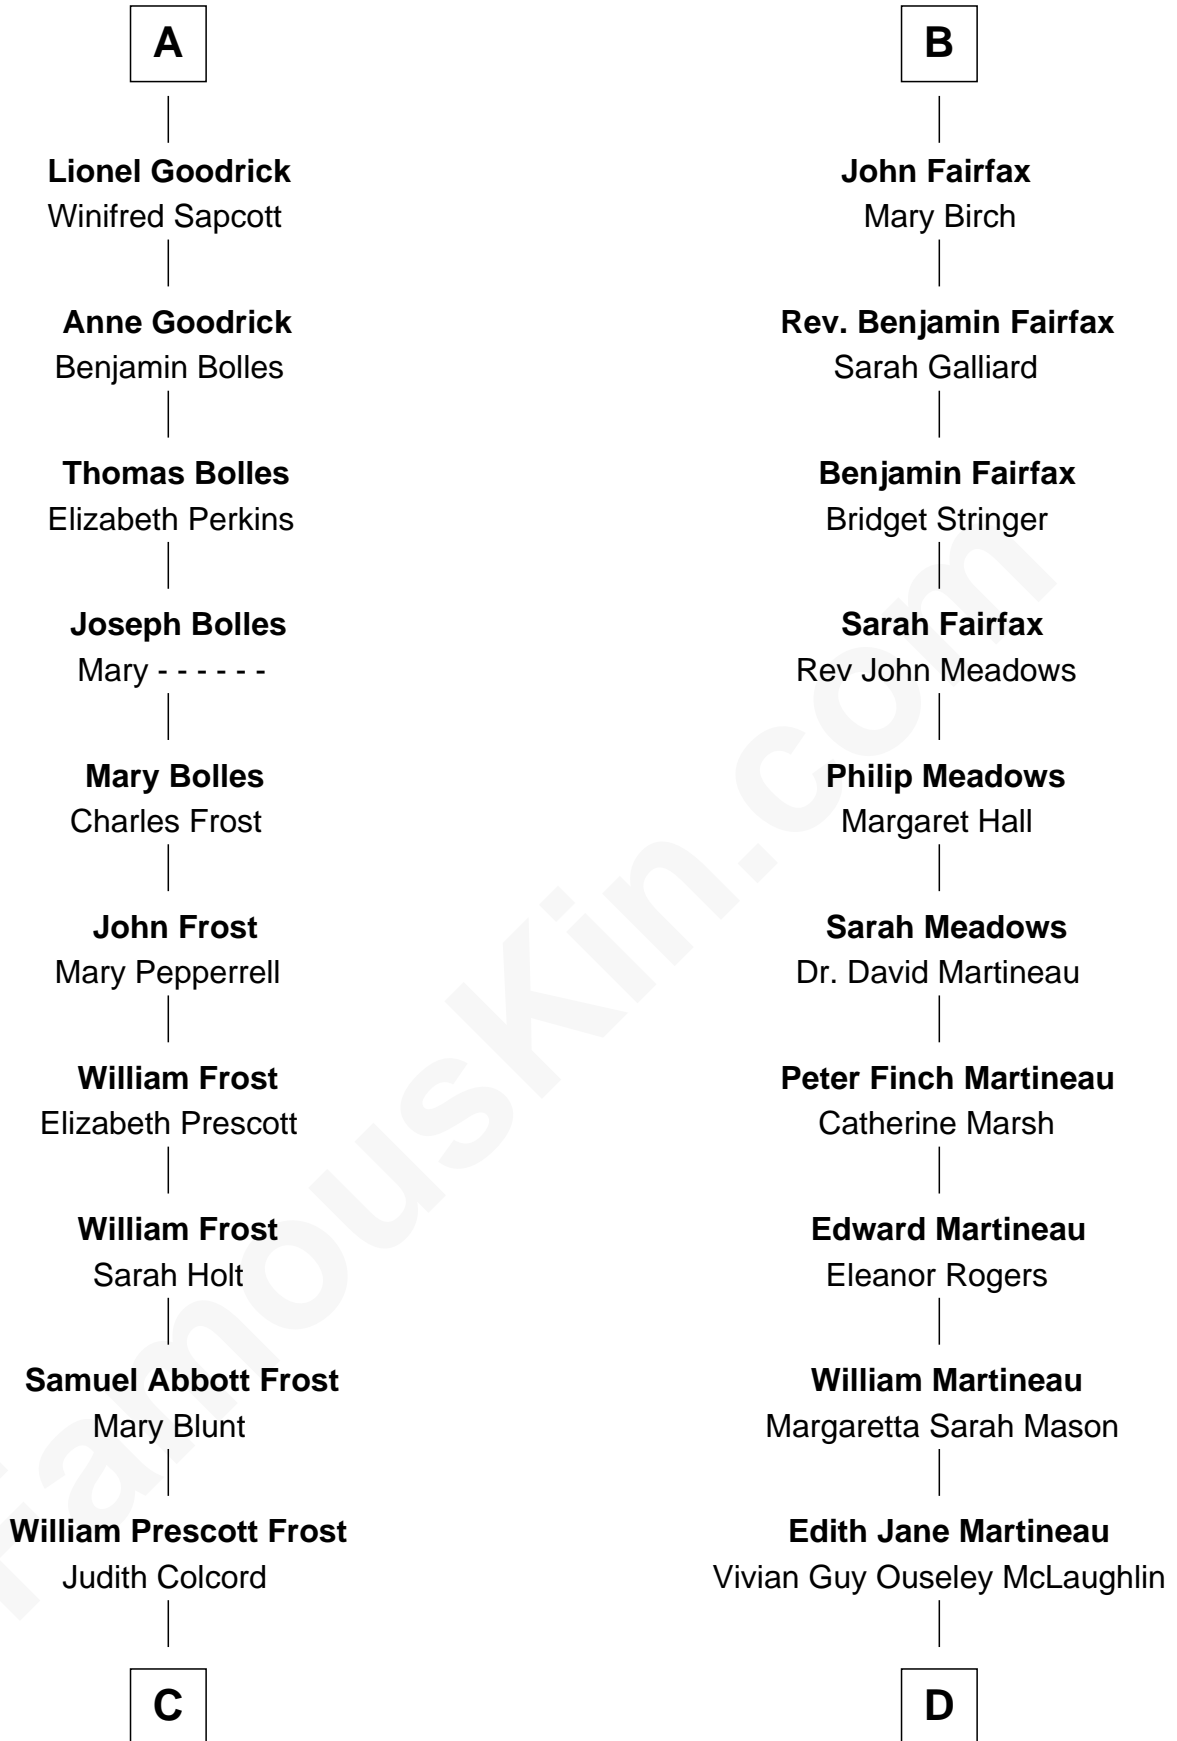 A
Lionel Goodrick
Winifred Sapcott
Anne Goodrick
Benjamin Bolles
Thomas Bolles
Elizabeth Perkins
Joseph Bolles
Mary - - - - - -
Mary Bolles
Charles Frost
John Frost
Mary Pepperrell
William Frost
Elizabeth Prescott
William Frost
Sarah Holt
Samuel Abbott Frost
Mary Blunt
William Prescott Frost
Judith Colcord
C
B
John Fairfax
Mary Birch
Rev. Benjamin Fairfax
Sarah Galliard
Benjamin Fairfax
Bridget Stringer
Sarah Fairfax
Rev John Meadows
Philip Meadows
Margaret Hall
Sarah Meadows
Dr. David Martineau
Peter Finch Martineau
Catherine Marsh
Edward Martineau
Eleanor Rogers
William Martineau
Margaretta Sarah Mason
Edith Jane Martineau
Vivian Guy Ouseley McLaughlin
D
FamousKin.com